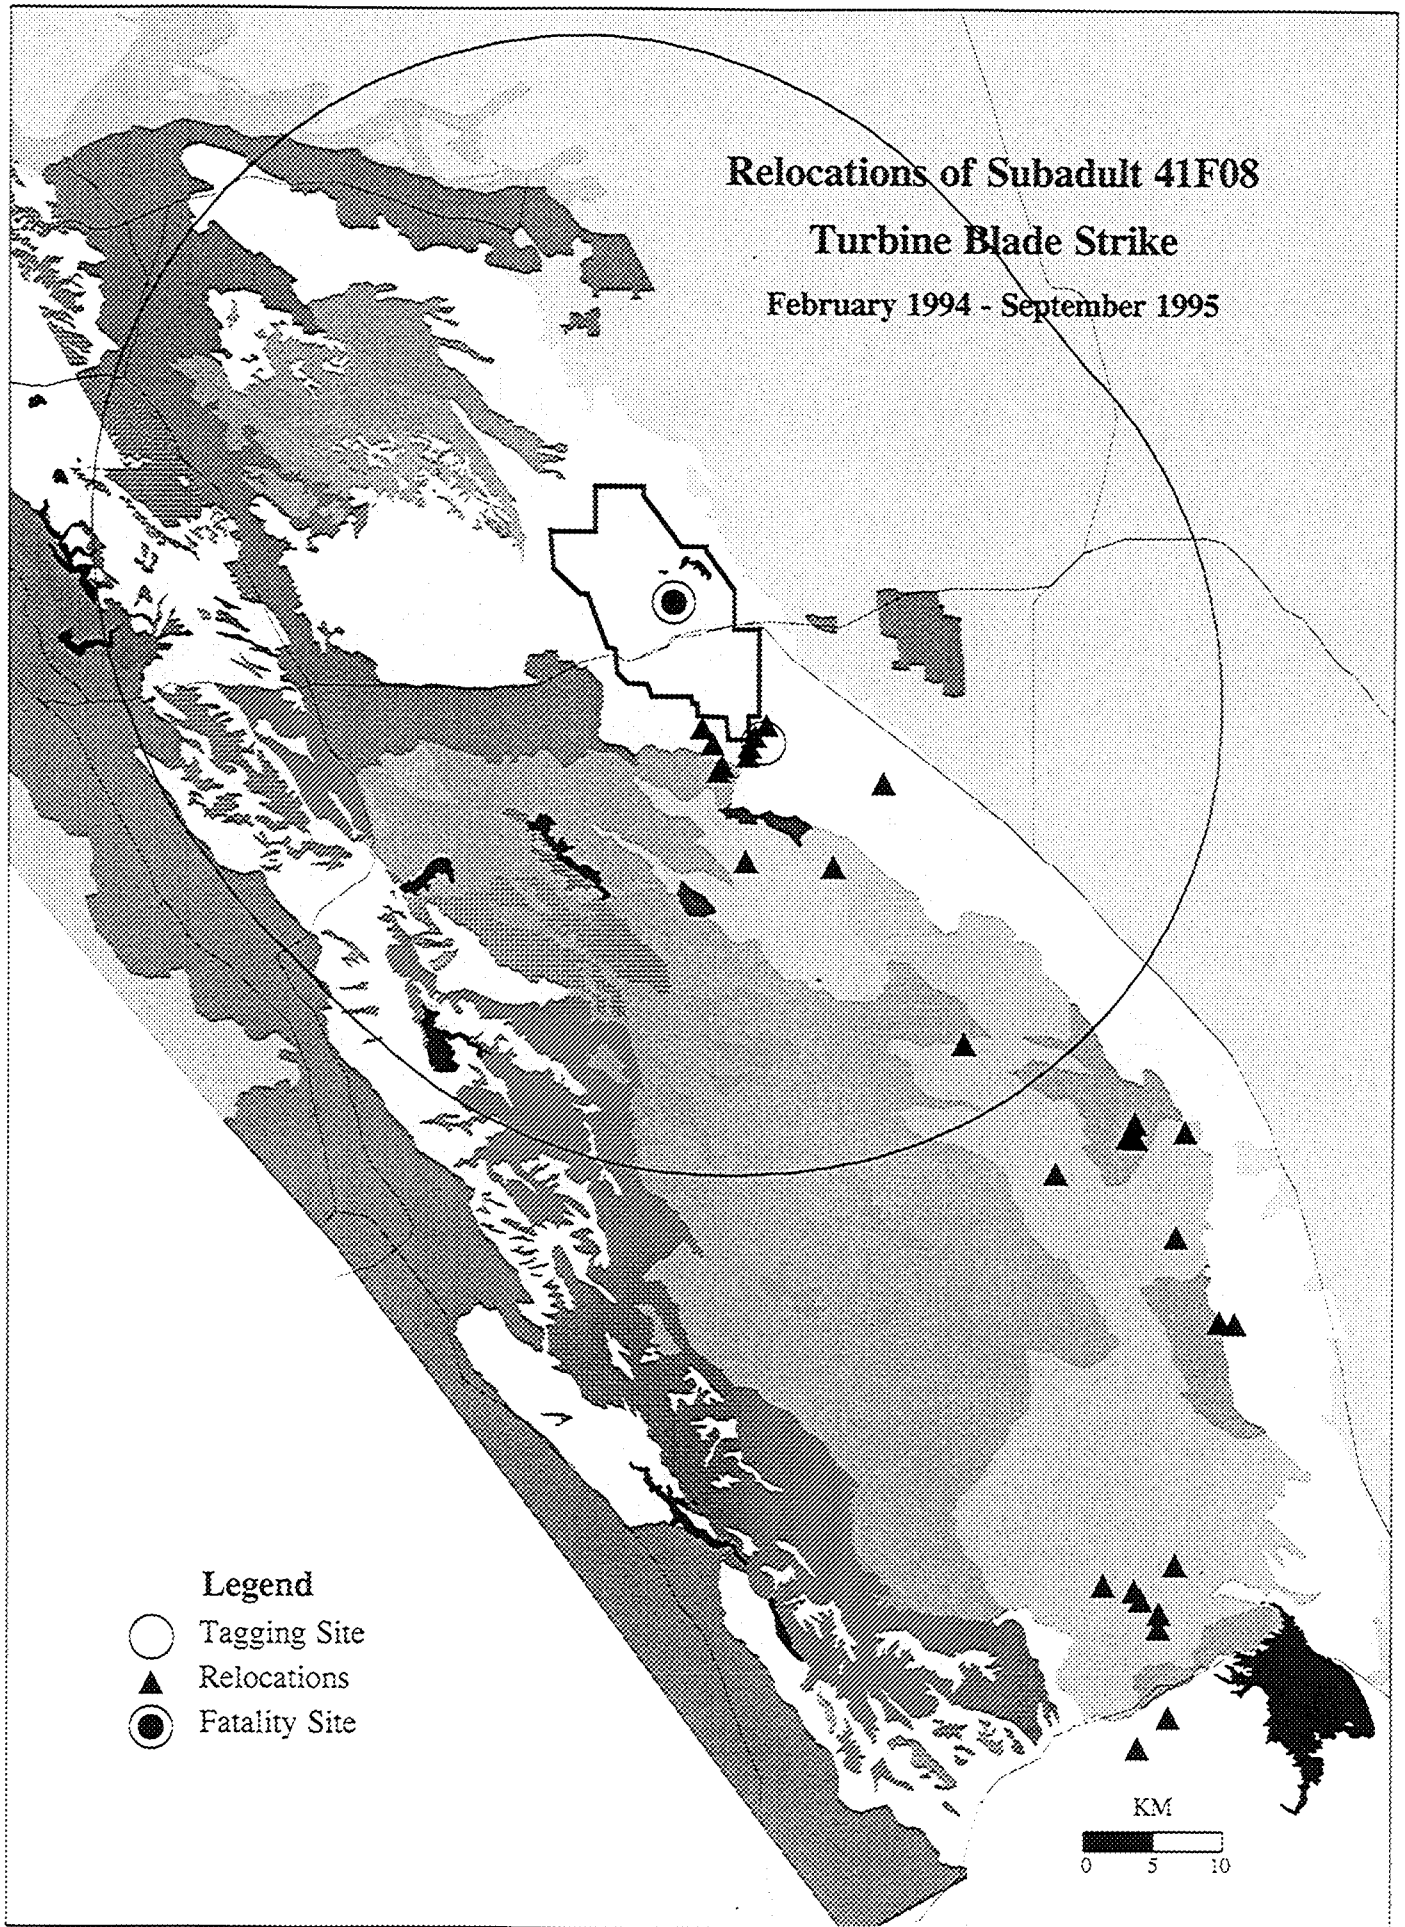 Relocations of Subadult 41F08
Turbine Blade Strike
February 1994 - September 1995
Legend
Tagging Site
Relocations
Fatality Site
KM
0 5 10